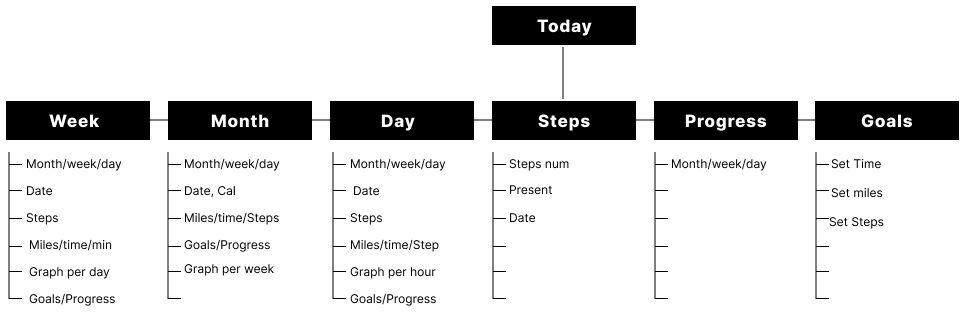 Today
Week
Month
Day
Steps
Progress
Goals
Month/week/day
Date
Steps
Miles/time/min
Graph per day
Goals/Progress
Month/week/day
Date, Cal
Miles/time/Steps
Goals/Progress
Graph per week
Month/week/day
Date
Steps
Miles/time/Step
Graph per hour
Goals/Progress
Steps num
Present
Date
Month/week/day
Set Time
Set miles
Set Steps